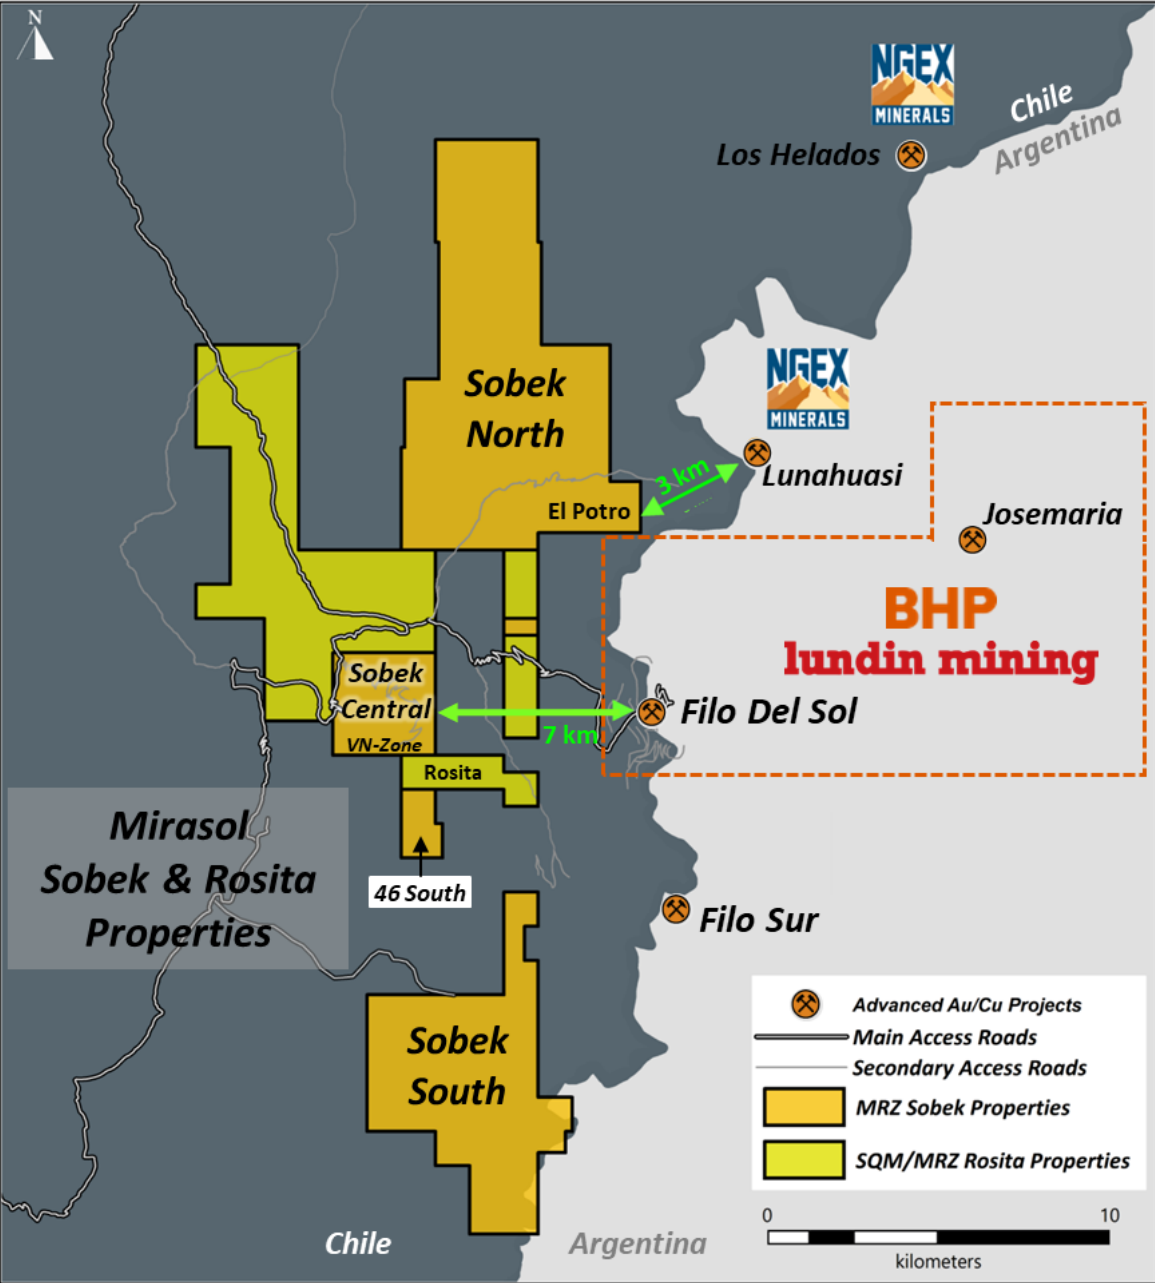 N
NGEX
MINERALS
Chile
Argentina
Los Helados
NGEX
MINERALS
Sobek
North
3 km
Lunahuasi
El Potro
Josemaria
BHP
lundin mining
Sobek
Central
VN-Zone
7 km
Filo Del Sol
Rosita
Mirasol
Sobek & Rosita
Properties
46 South
Filo Sur
Sobek
South
Advanced Au/Cu Projects
Main Access Roads
Secondary Access Roads
MRZ Sobek Properties
SQM/MRZ Rosita Properties
0 10
kilometers
Chile
Argentina